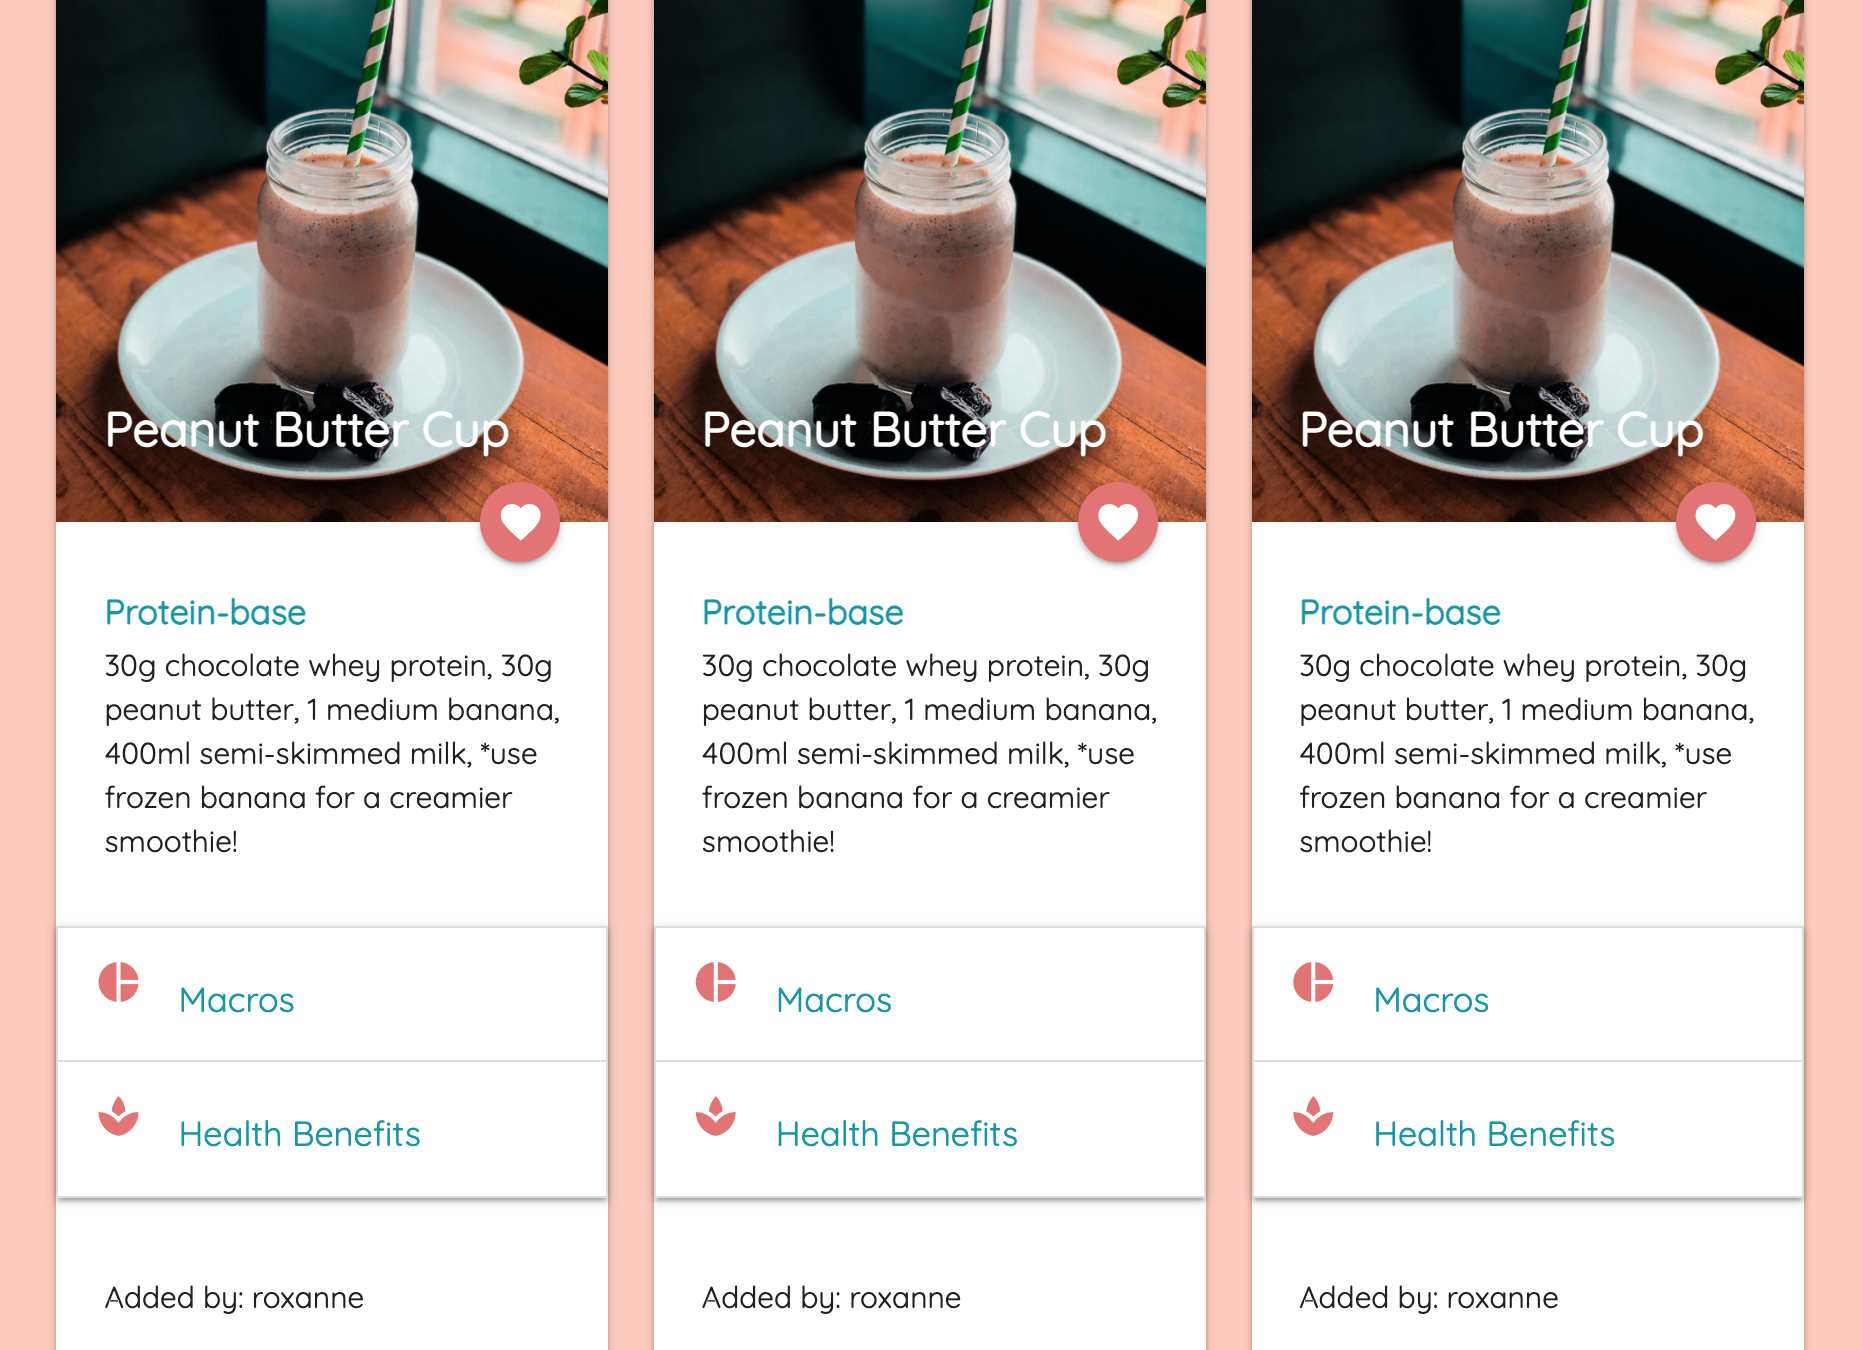 Peanut Butter Cup
Protein-base
30g chocolate whey protein, 30g
peanut butter, 1 medium banana,
400ml semi-skimmed milk, *use
frozen banana for a creamier
smoothie!
Macros
Health Benefits
Added by: roxanne
Peanut Butter Cup
Protein-base
30g chocolate whey protein, 30g
peanut butter, 1 medium banana,
400ml semi-skimmed milk, *use
frozen banana for a creamier
smoothie!
Macros
Health Benefits
Added by: roxanne
Peanut Butter Cup
Protein-base
30g chocolate whey protein, 30g
peanut butter, 1 medium banana,
400ml semi-skimmed milk, *use
frozen banana for a creamier
smoothie!
Macros
Health Benefits
Added by: roxanne